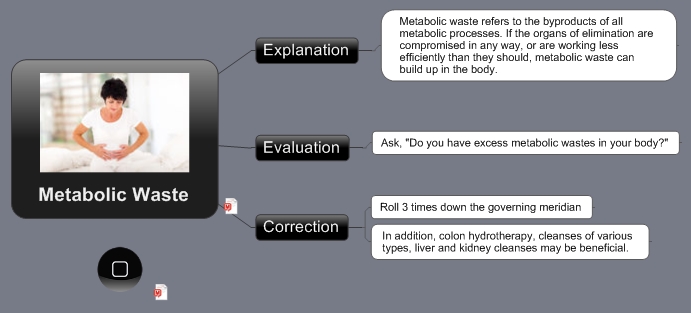 Metabolic Waste
Explanation
Metabolic waste refers to the byproducts of all
metabolic processes. If the organs of elimination are
compromised in any way, or are working less
efficiently than they should, metabolic waste can
build up in the body.
Evaluation
Ask, "Do you have excess metabolic wastes in your body?"
Correction
Roll 3 times down the governing meridian
In addition, colon hydrotherapy, cleanses of various
types, liver and kidney cleanses may be beneficial.